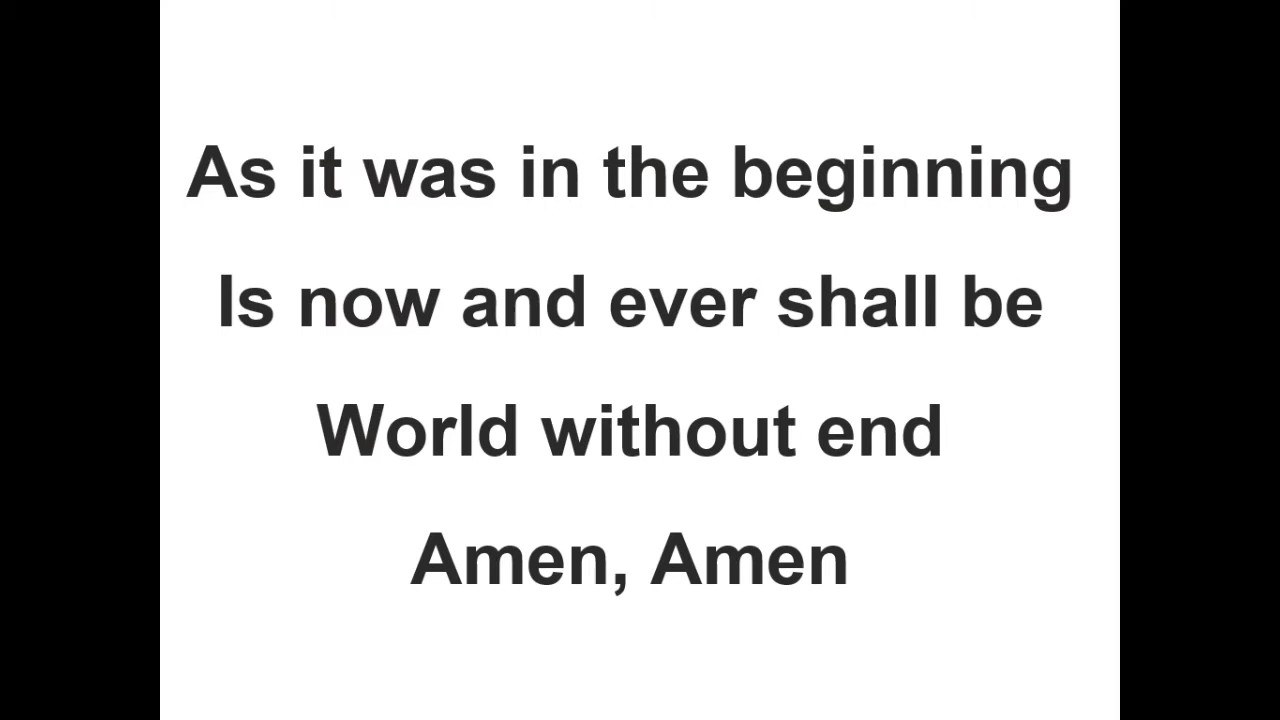 As it was in the beginning
Is now and ever shall be
World without end
Amen, Amen